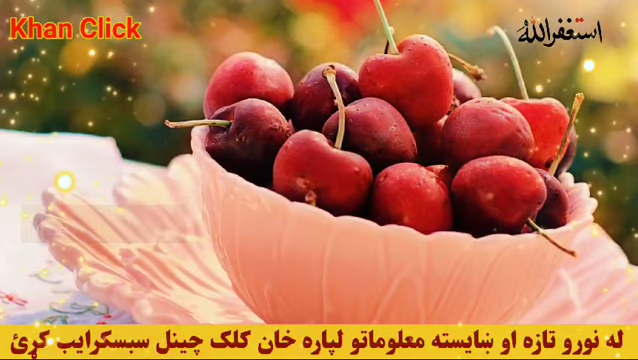 Khan Click
استغفرالله
له نورو تازه او ښایسته معلوماتو لپاره خان کلک چینل سبسکرایب کړئ